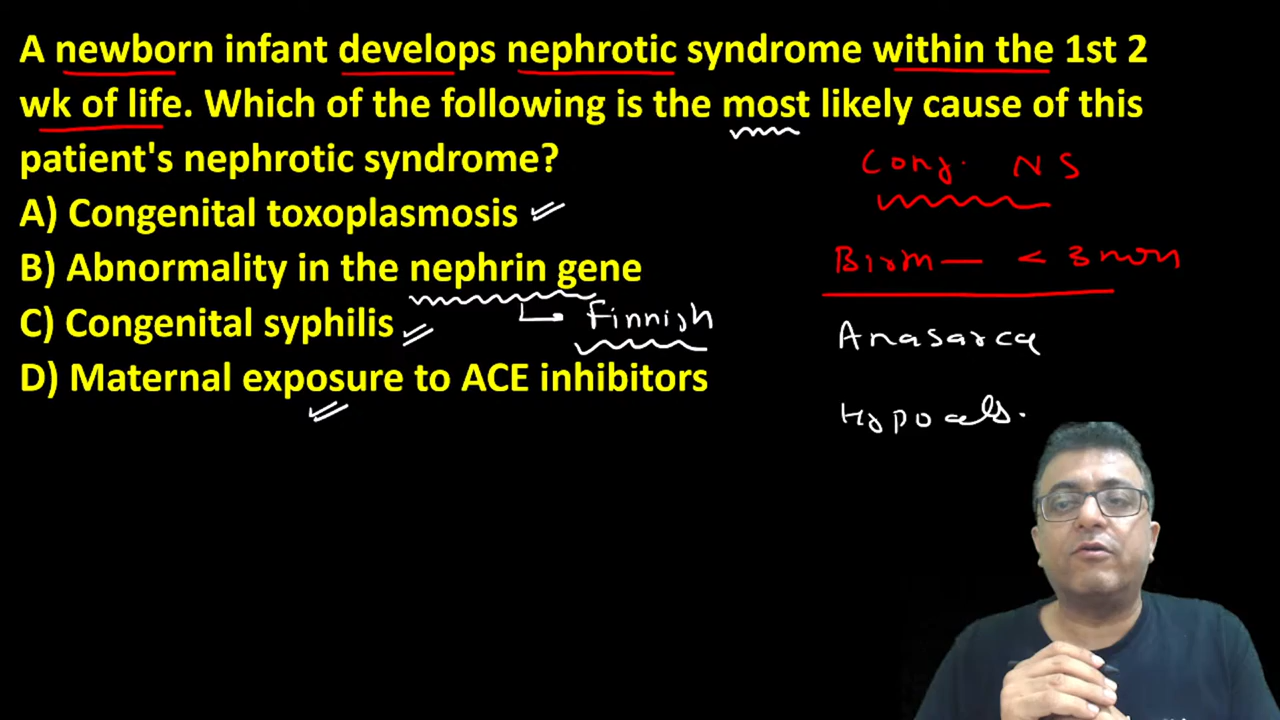 A newborn infant develops nephrotic syndrome within the 1st 2
wk of life. Which of the following is the most likely cause of this
patient's nephrotic syndrome?
A) Congenital toxoplasmosis
B) Abnormality in the nephrin gene
C) Congenital syphilis
D) Maternal exposure to ACE inhibitors
Finnish
Cong. NS
Birth — < 3 mon
Anasarca
Hypoalb.